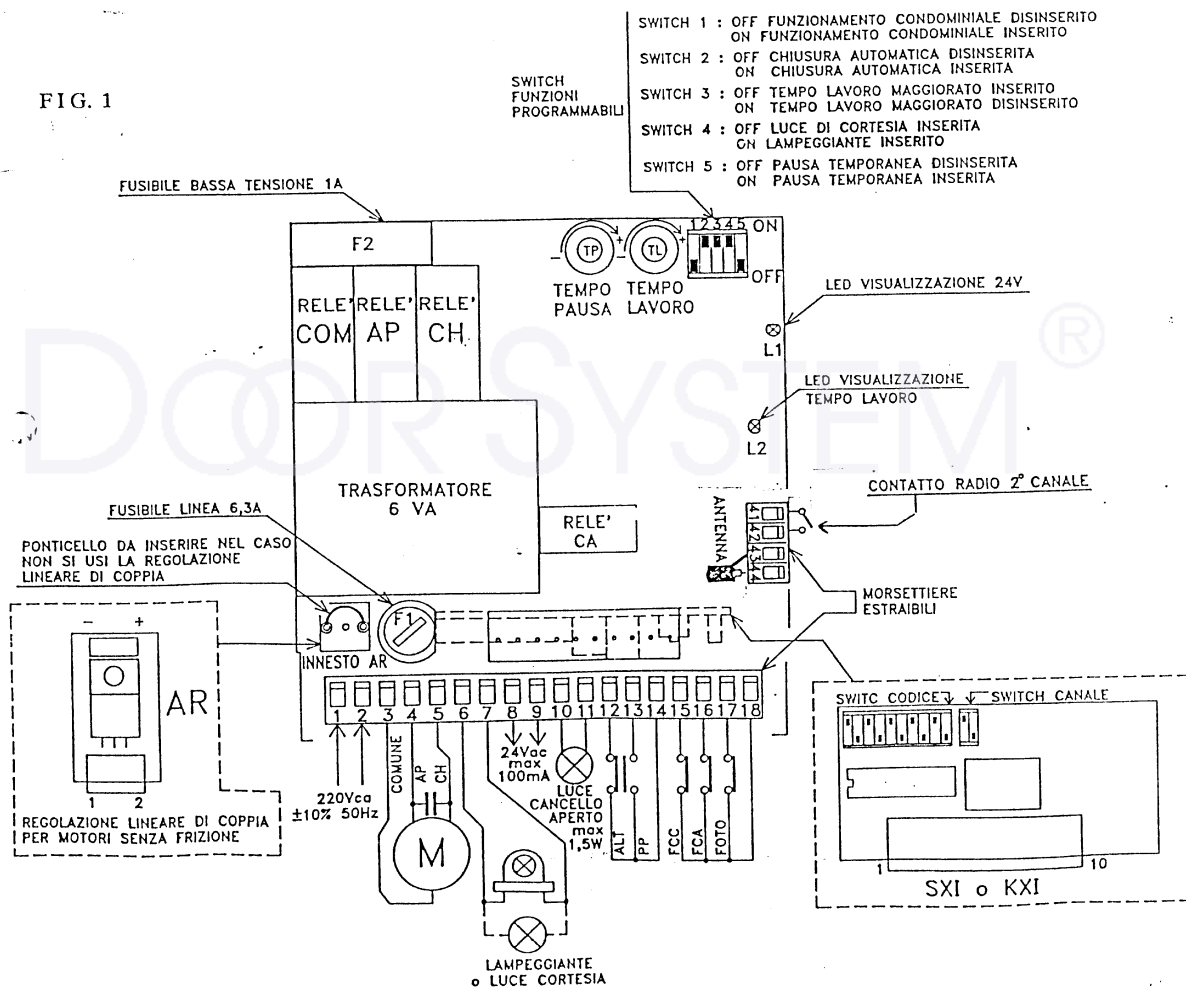 SWITCH 1 : OFF FUNZIONAMENTO CONDOMINIALE DISINSERITO
ON FUNZIONAMENTO CONDOMINIALE INSERITO
SWITCH 2 : OFF CHIUSURA AUTOMATICA DISINSERITA
ON CHIUSURA AUTOMATICA INSERITA
SWITCH
FUNZIONI
PROGRAMMABILI
SWITCH 3 : OFF TEMPO LAVORO MAGGIORATO INSERITO
ON TEMPO LAVORO MAGGIORATO DISINSERITO
SWITCH 4 : OFF LUCE DI CORTESIA INSERITA
ON LAMPEGGIANTE INSERITO
SWITCH 5 : OFF PAUSA TEMPORANEA DISINSERITA
ON PAUSA TEMPORANEA INSERITA
FIG. 1
FUSIBILE BASSA TENSIONE 1A
F2
- TP +
- TL +
12345 ON
OFF
TEMPO PAUSA
TEMPO LAVORO
RELE' COM
RELE' AP
RELE' CH
LED VISUALIZZAZIONE 24V
L1
LED VISUALIZZAZIONE
TEMPO LAVORO
L2
DOOR SYSTEM®
TRASFORMATORE
6 VA
RELE'
CA
CONTATTO RADIO 2° CANALE
ANTENNA
41
42
43
44
MORSETTIERE
ESTRAIBILI
FUSIBILE LINEA 6,3A
PONTICELLO DA INSERIRE NEL CASO
NON SI USI LA REGOLAZIONE
LINEARE DI COPPIA
F1
INNESTO AR
- +
AR
1 2
REGOLAZIONE LINEARE DI COPPIA
PER MOTORI SENZA FRIZIONE
1 2 3 4 5 6 7 8 9 10 11 12 13 14 15 16 17 18
220Vca
±10% 50Hz
COMUNE
AP
CH
M
24Vac
max
100mA
LUCE
CANCELLO
APERTO
max
1,5W
ALT
PP
FCC
FCA
FOTO
LAMPEGGIANTE
o LUCE CORTESIA
SWITC CODICE
SWITCH CANALE
1 10
SXI o KXI